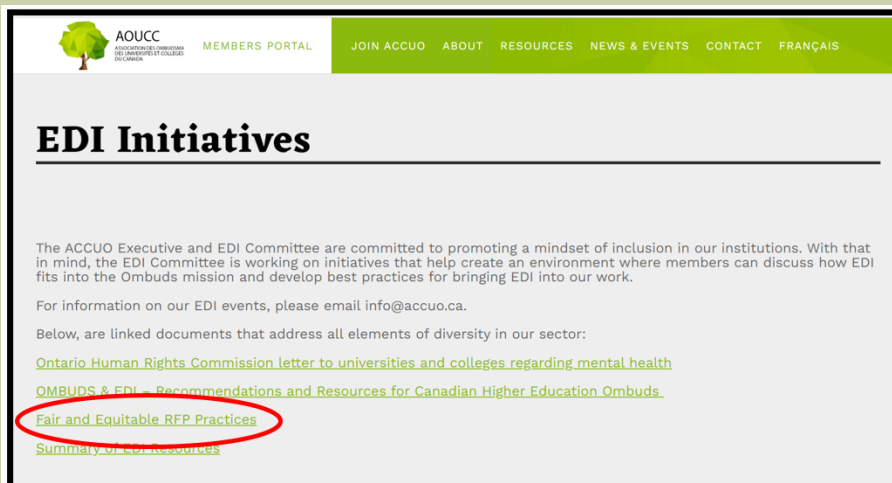 AOUCC
ASSOCIATION DES OMBUDSMAN
DES UNIVERSITÉS ET COLLÈGES
DU CANADA
MEMBERS PORTAL
JOIN ACCUO ABOUT RESOURCES NEWS & EVENTS CONTACT FRANÇAIS
EDI Initiatives
The ACCUO Executive and EDI Committee are committed to promoting a mindset of inclusion in our institutions. With that
in mind, the EDI Committee is working on initiatives that help create an environment where members can discuss how EDI
fits into the Ombuds mission and develop best practices for bringing EDI into our work.
For information on our EDI events, please email info@accuo.ca.
Below, are linked documents that address all elements of diversity in our sector:
Ontario Human Rights Commission letter to universities and colleges regarding mental health
OMBUDS & EDI – Recommendations and Resources for Canadian Higher Education Ombuds
Fair and Equitable RFP Practices
Summary of EDI Resources